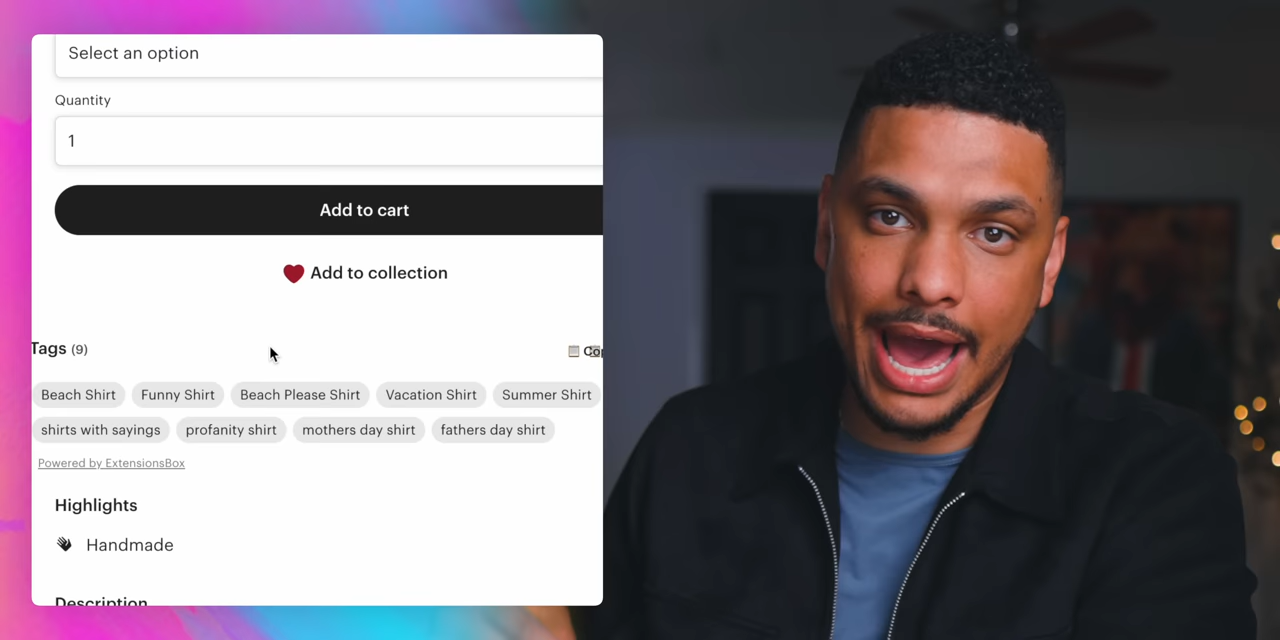 Select an option
Quantity
1
Add to cart
Add to collection
Tags (9)
Beach Shirt Funny Shirt Beach Please Shirt Vacation Shirt Summer Shirt
shirts with sayings profanity shirt mothers day shirt fathers day shirt
Powered by ExtensionsBox
Highlights
Handmade
Description